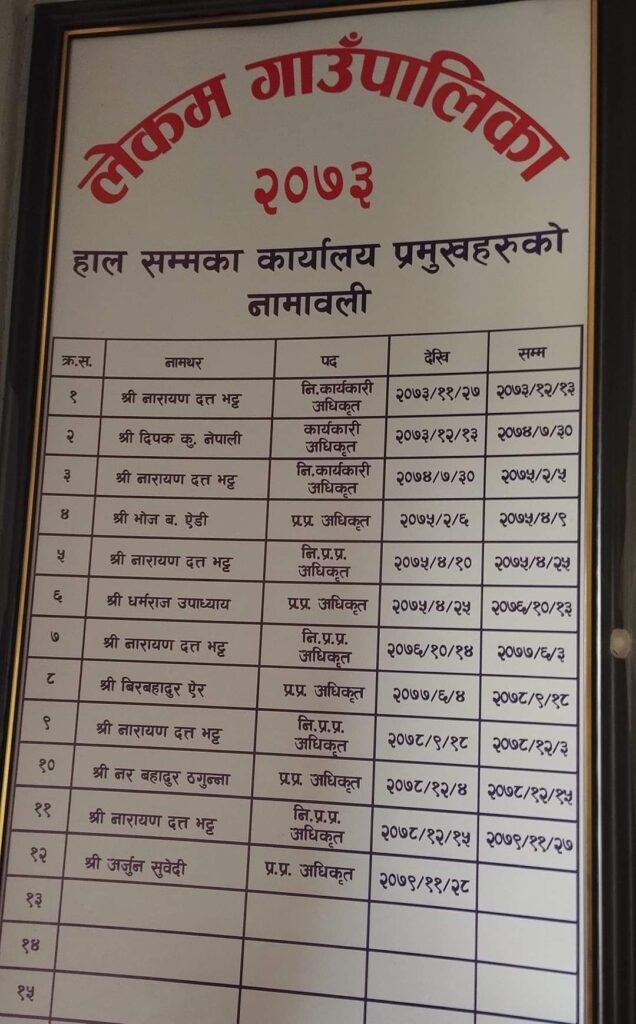 लेकम गाउँपालिका
२०७३
हाल सम्मका कार्यालय प्रमुखहरुको
नामावली
क्र.स. नामथर पद देखि सम्म
१ श्री नारायण दत्त भट्ट नि.कार्यकारी अधिकृत २०७३/११/२७ २०७३/१२/१३
२ श्री दिपक कु. नेपाली कार्यकारी अधिकृत २०७३/१२/१३ २०७४/७/३०
३ श्री नारायण दत्त भट्ट नि.कार्यकारी अधिकृत २०७४/७/३० २०७५/२/५
४ श्री भोज ब. ऐडी प्र.प्र. अधिकृत २०७५/२/६ २०७५/४/९
५ श्री नारायण दत्त भट्ट नि.प्र.प्र. अधिकृत २०७५/४/१० २०७५/४/२५
६ श्री धर्मराज उपाध्याय प्र.प्र. अधिकृत २०७५/४/२५ २०७६/१०/१३
७ श्री नारायण दत्त भट्ट नि.प्र.प्र. अधिकृत २०७६/१०/१४ २०७७/६/३
८ श्री बिरबहादुर ऐर प्र.प्र. अधिकृत २०७७/६/४ २०७८/९/१८
९ श्री नारायण दत्त भट्ट नि.प्र.प्र. अधिकृत २०७८/९/१८ २०७८/१२/३
१० श्री नर बहादुर ठगुन्ना प्र.प्र. अधिकृत २०७८/१२/४ २०७८/१२/१५
११ श्री नारायण दत्त भट्ट नि.प्र.प्र. अधिकृत २०७८/१२/१५ २०७९/११/२७
१२ श्री अर्जुन सुवेदी प्र.प्र. अधिकृत २०७९/११/२८
१३
१४
१५